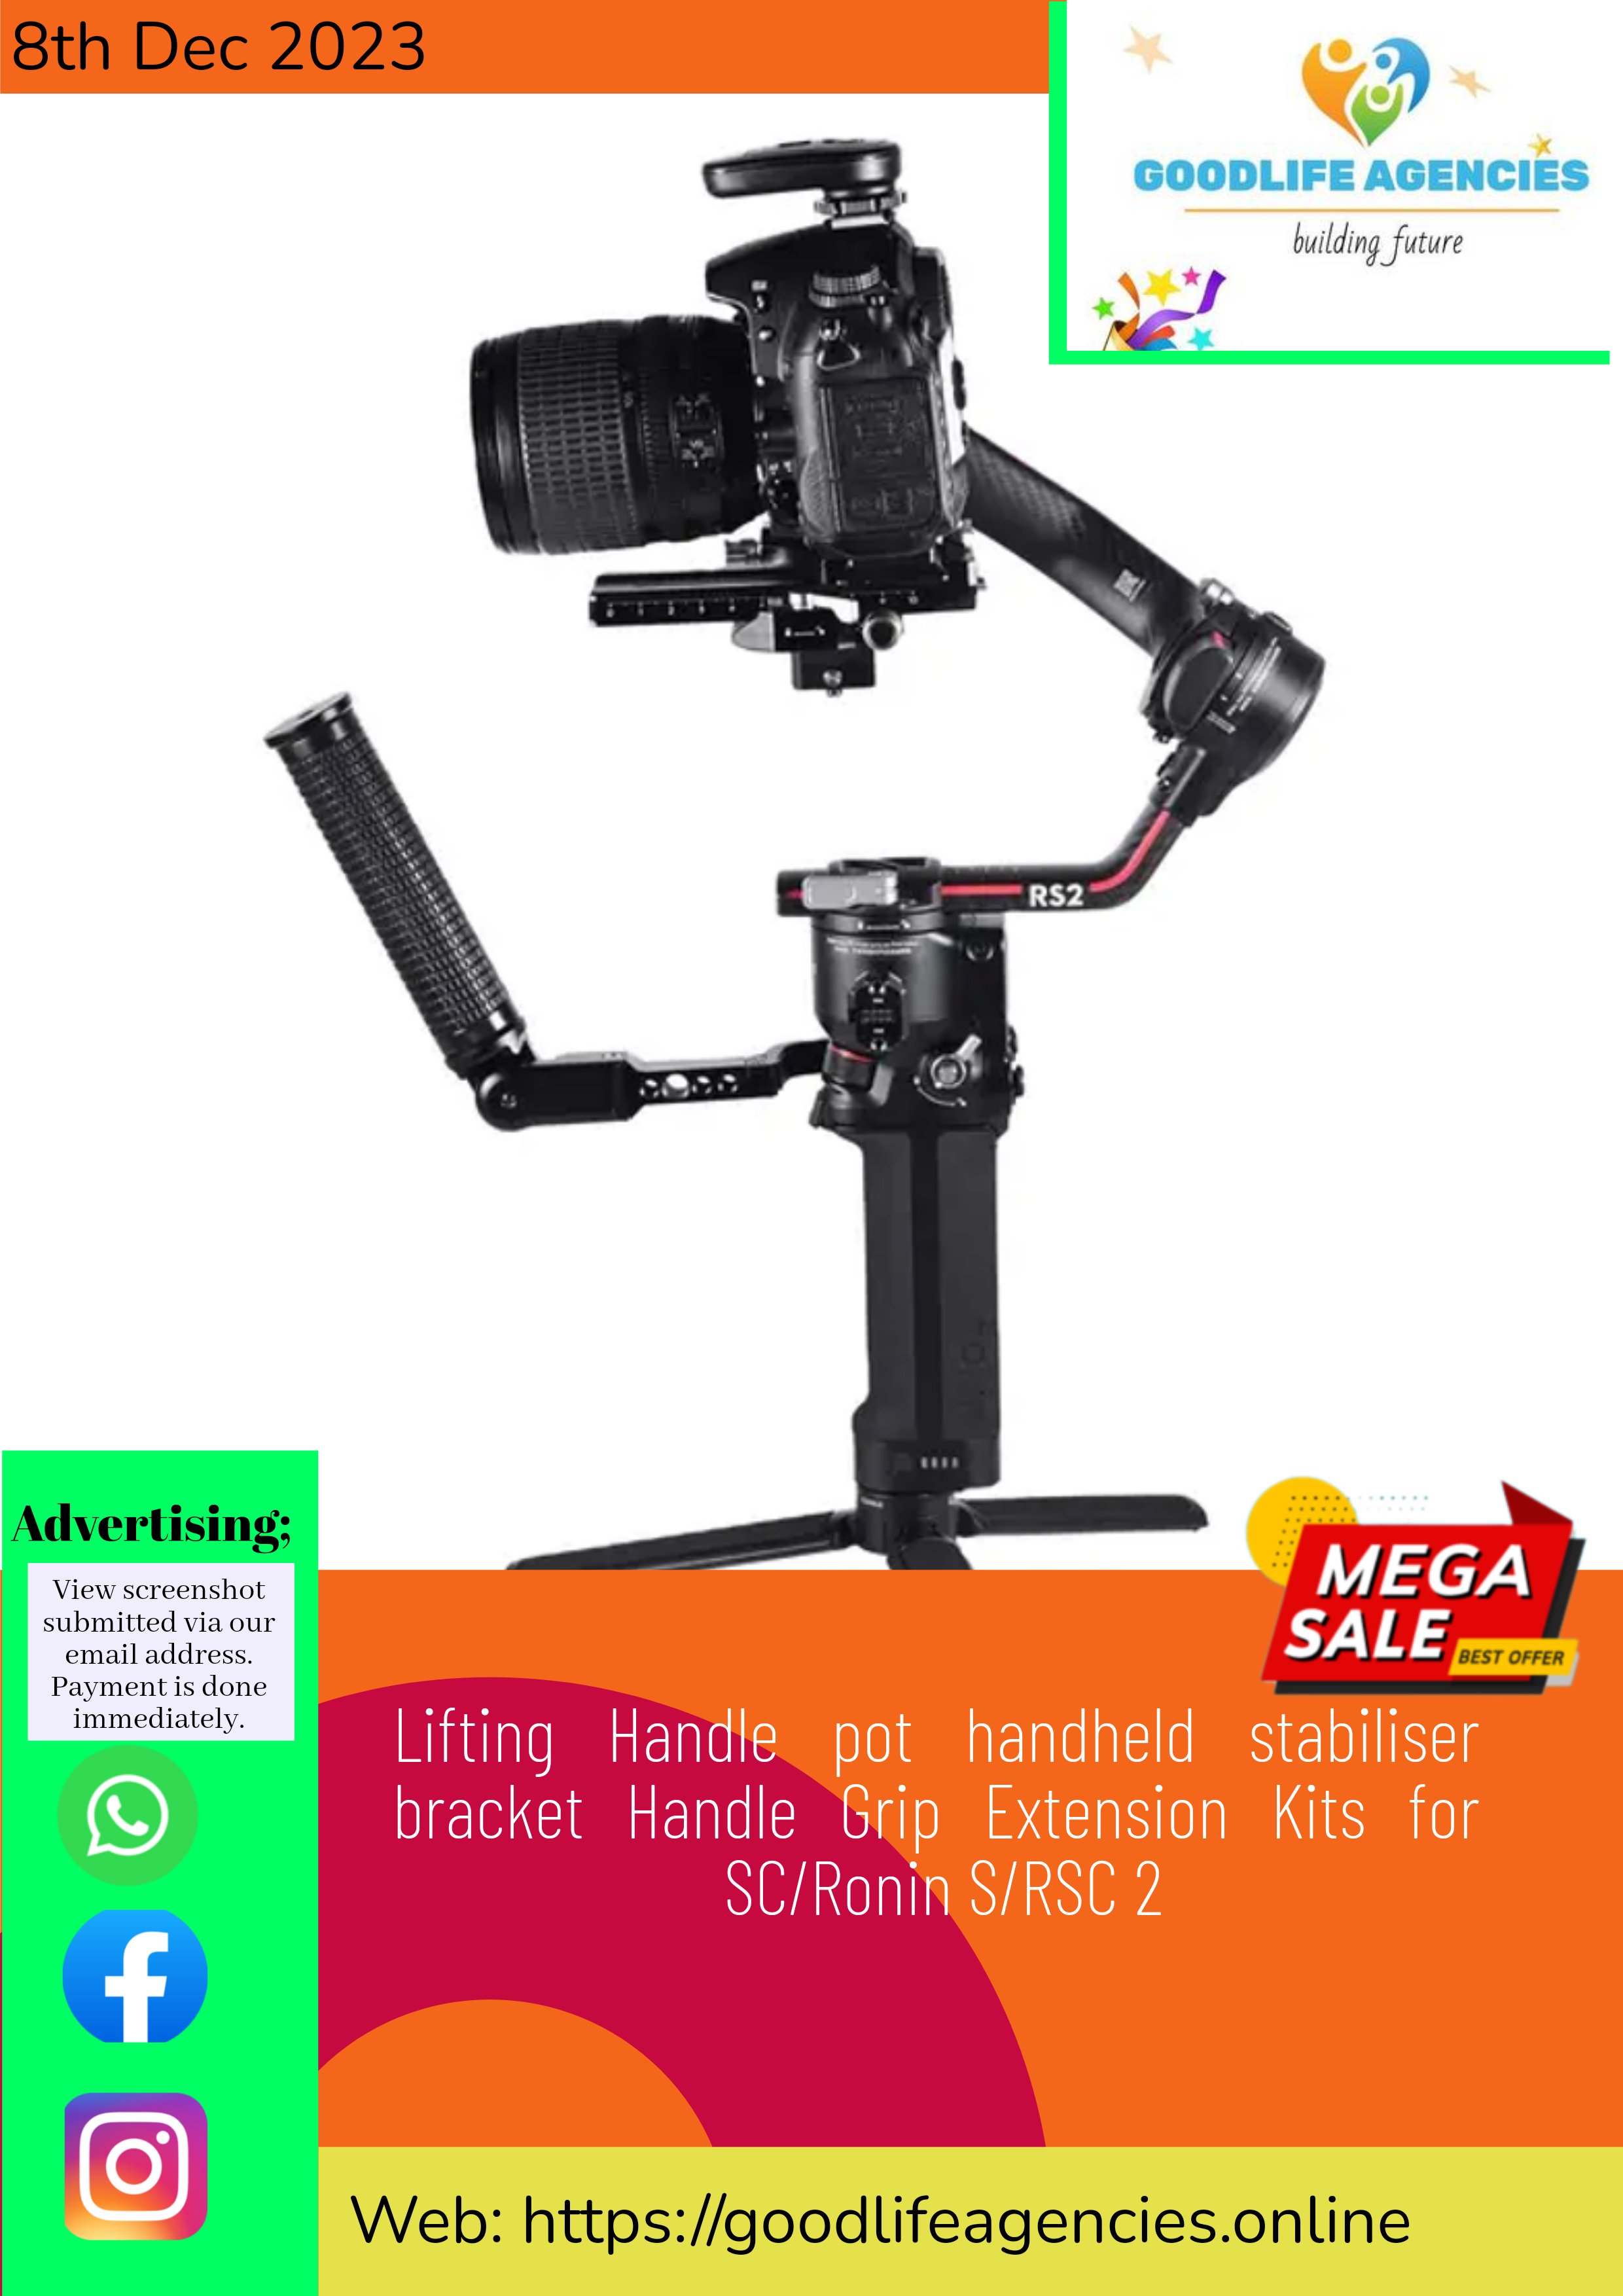 8th Dec 2023
GOODLIFE AGENCIES
building future
RS2
Advertising;
View screenshot
submitted via our
email address.
Payment is done
immediately.
MEGA
SALE
BEST OFFER
Lifting Handle pot handheld stabiliser
bracket Handle Grip Extension Kits for
SC/Ronin S/RSC 2
Web: https://goodlifeagencies.online